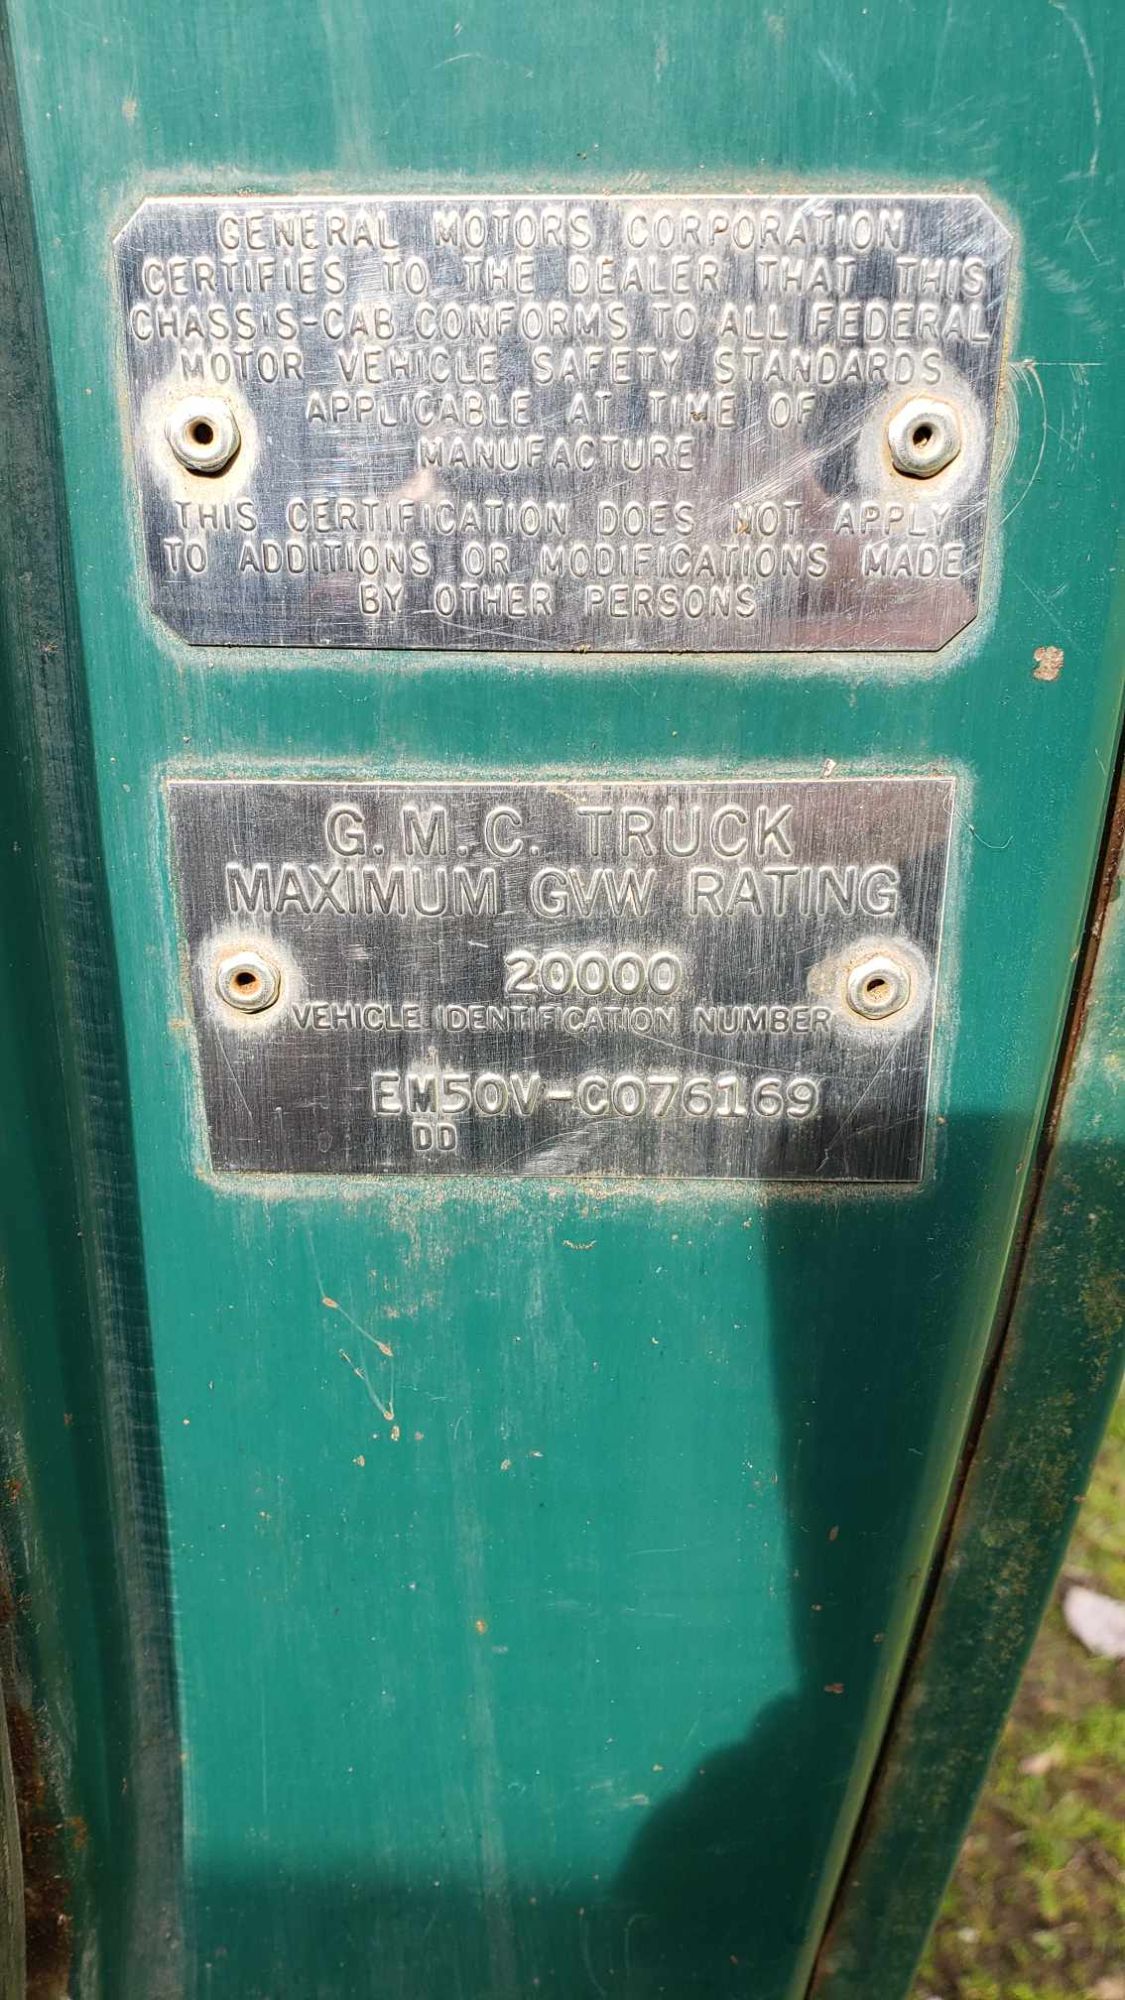 GENERAL MOTORS CORPORATION
CERTIFIES TO THE DEALER THAT THIS
CHASSIS-CAB CONFORMS TO ALL FEDERAL
MOTOR VEHICLE SAFETY STANDARDS
APPLICABLE AT TIME OF
MANUFACTURE
THIS CERTIFICATION DOES NOT APPLY
TO ADDITIONS OR MODIFICATIONS MADE
BY OTHER PERSONS
G.M.C. TRUCK
MAXIMUM GVW RATING
20000
VEHICLE IDENTIFICATION NUMBER
EM50V-C076169
DD